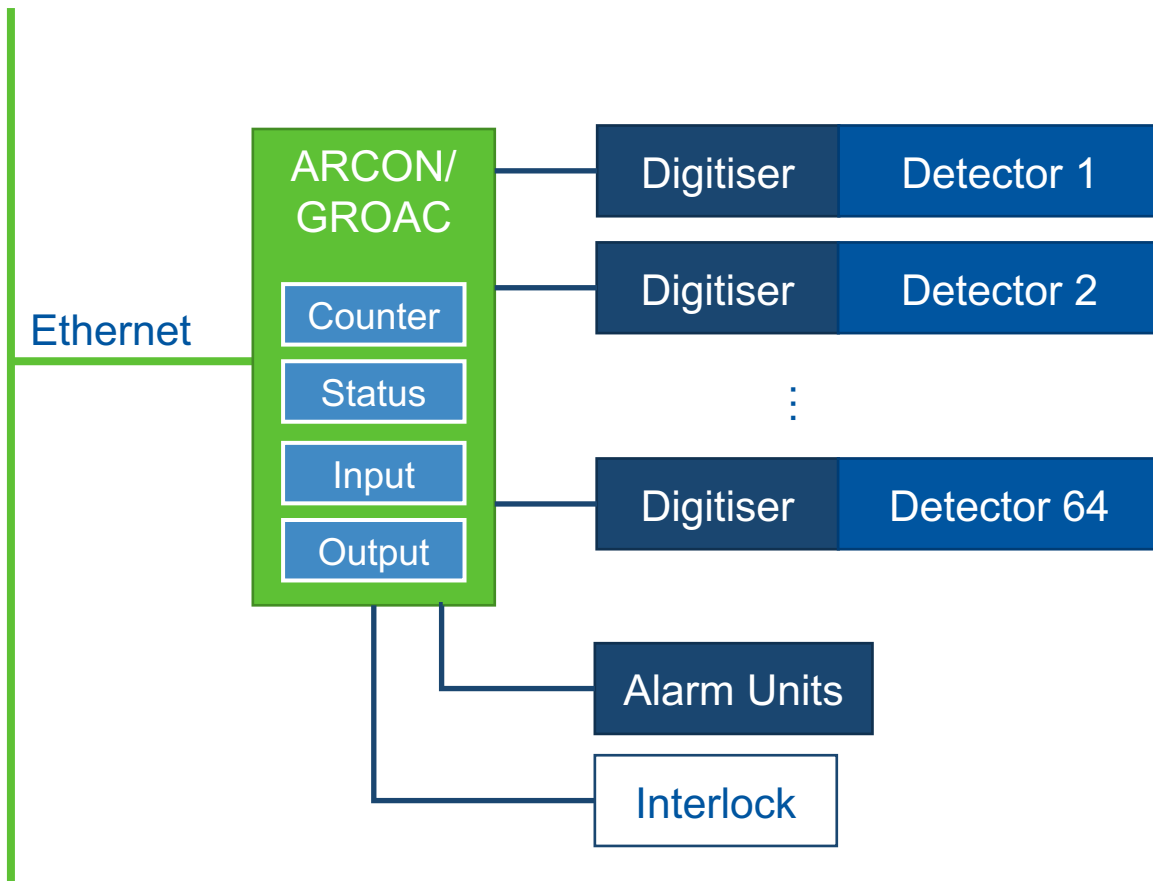 ARCON/
GROAC
Counter
Status
Input
Output
Ethernet
Digitiser Detector 1
Digitiser Detector 2
⋮
Digitiser Detector 64
Alarm Units
Interlock